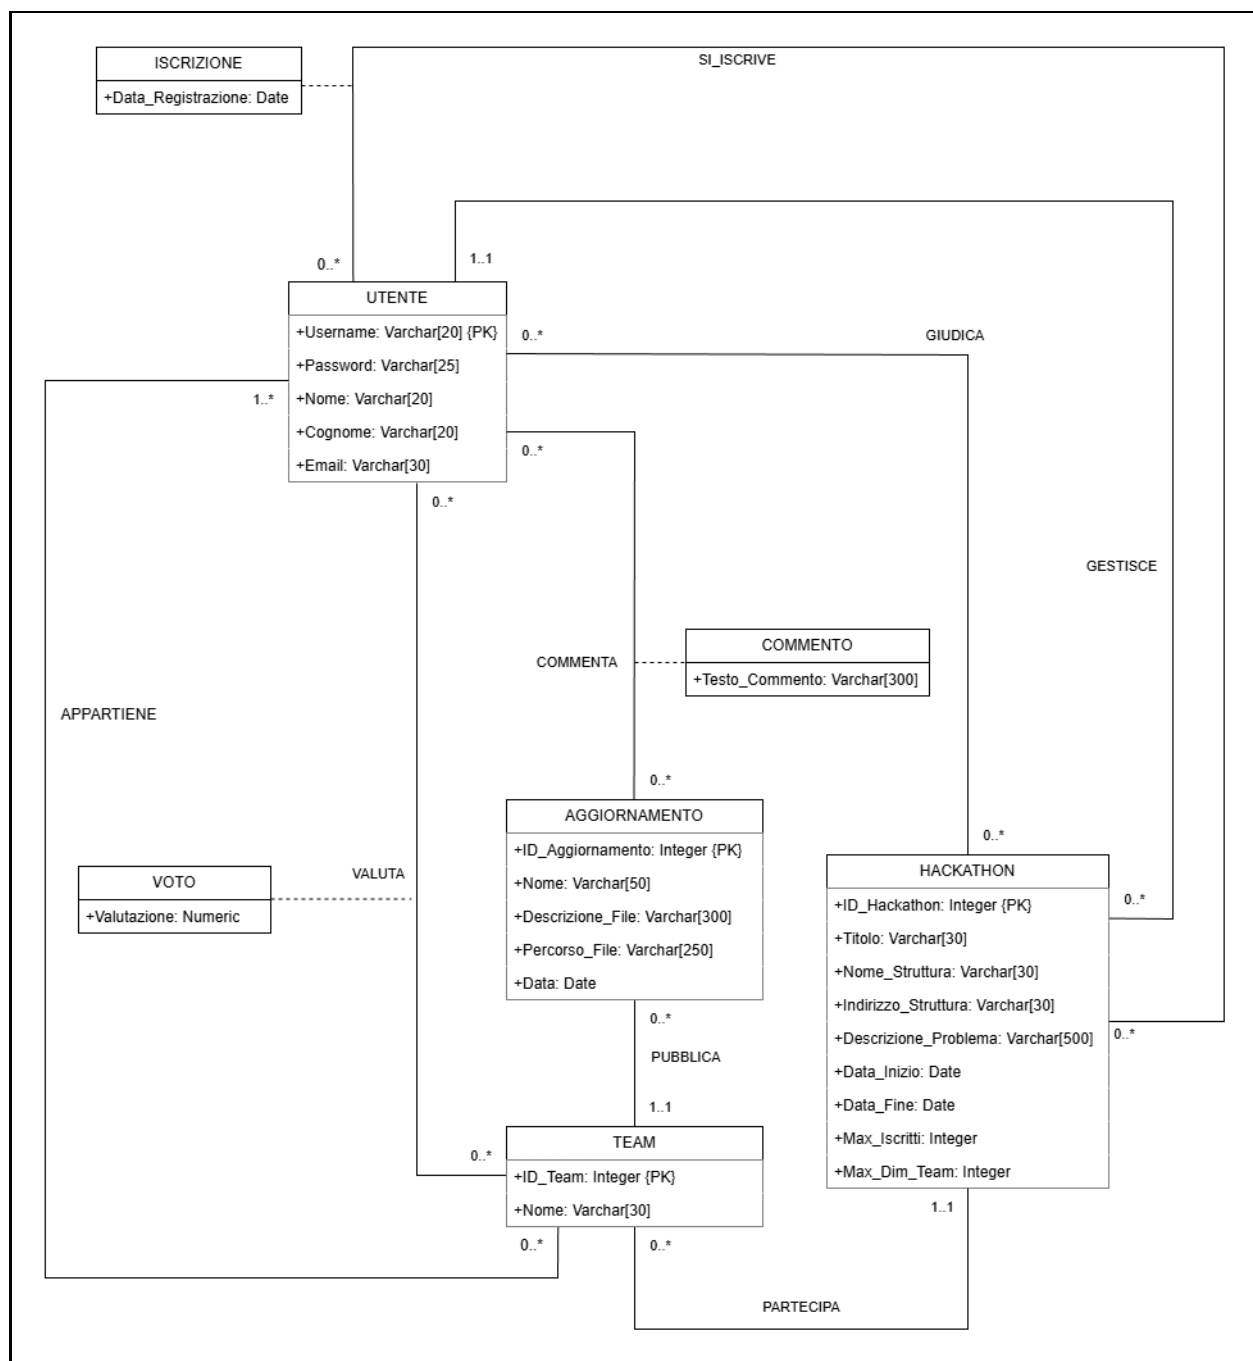 ISCRIZIONE
+Data_Registrazione: Date
SI_ISCRIVE
0..*
1..1
UTENTE
+Username: Varchar[20] {PK}
+Password: Varchar[25]
+Nome: Varchar[20]
+Cognome: Varchar[20]
+Email: Varchar[30]
0..*
GIUDICA
1..*
0..*
0..*
GESTISCE
COMMENTO
+Testo_Commento: Varchar[300]
COMMENTA
APPARTIENE
0..*
AGGIORNAMENTO
+ID_Aggiornamento: Integer {PK}
+Nome: Varchar[50]
+Descrizione_File: Varchar[300]
+Percorso_File: Varchar[250]
+Data: Date
0..*
HACKATHON
+ID_Hackathon: Integer {PK}
+Titolo: Varchar[30]
+Nome_Struttura: Varchar[30]
+Indirizzo_Struttura: Varchar[30]
+Descrizione_Problema: Varchar[500]
+Data_Inizio: Date
+Data_Fine: Date
+Max_Iscritti: Integer
+Max_Dim_Team: Integer
0..*
0..*
VOTO
+Valutazione: Numeric
VALUTA
0..*
PUBBLICA
1..1
0..*
TEAM
+ID_Team: Integer {PK}
+Nome: Varchar[30]
1..1
0..*
0..*
PARTECIPA